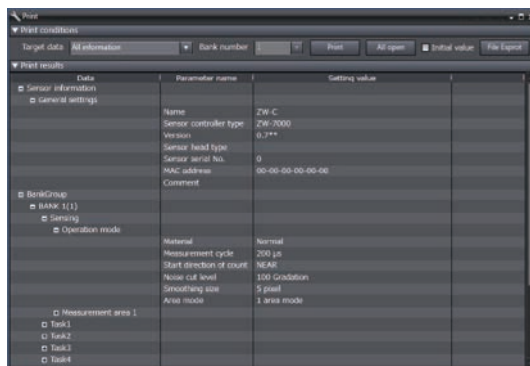 Print
Print conditions
Target data All information Bank number 1 Print All open Initial value File Exprot
Print results
Data Parameter name Setting value
Sensor information
General settings
Name ZW-C
Sensor controller type ZW-7000
Version 0.7**
Sensor head type
Sensor serial No. 0
MAC address 00-00-00-00-00-00
Comment
BankGroup
BANK 1(1)
Sensing
Operation mode
Material Normal
Measurement cycle 200 µs
Start direction of count NEAR
Noise cut level 100 Gradation
Smoothing size 5 pixel
Area mode 1 area mode
Measurement area 1
Task1
Task2
Task3
Task4